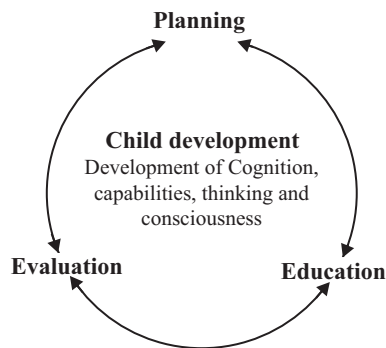 Planning
Child development
Development of Cognition,
capabilities, thinking and
consciousness
Evaluation
Education